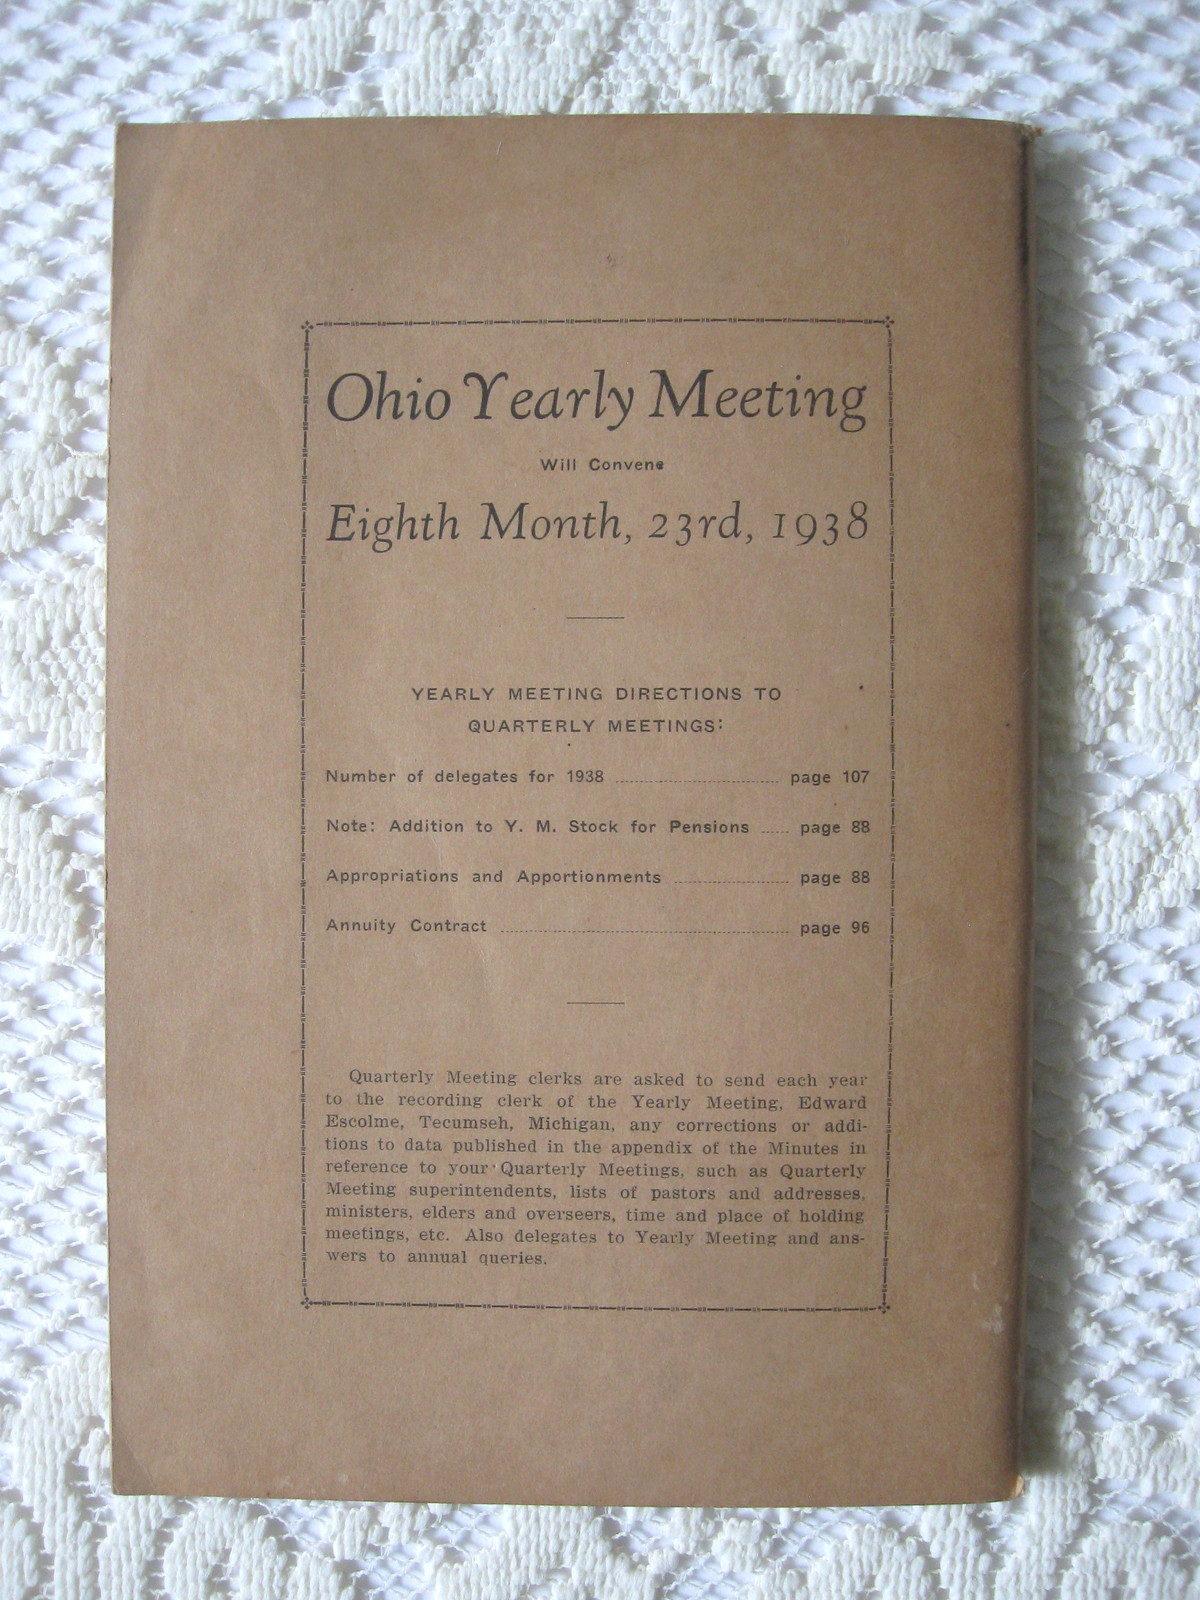 Ohio Yearly Meeting
Will Convene
Eighth Month, 23rd, 1938
YEARLY MEETING DIRECTIONS TO
QUARTERLY MEETINGS:
Number of delegates for 1938 ........................ page 107
Note: Addition to Y. M. Stock for Pensions ...... page 88
Appropriations and Apportionments ........................ page 88
Annuity Contract ........................................................ page 96
Quarterly Meeting clerks are asked to send each year
to the recording clerk of the Yearly Meeting, Edward
Escolme, Tecumseh, Michigan, any corrections or addi-
tions to data published in the appendix of the Minutes in
reference to your Quarterly Meetings, such as Quarterly
Meeting superintendents, lists of pastors and addresses,
ministers, elders and overseers, time and place of holding
meetings, etc. Also delegates to Yearly Meeting and ans-
wers to annual queries.